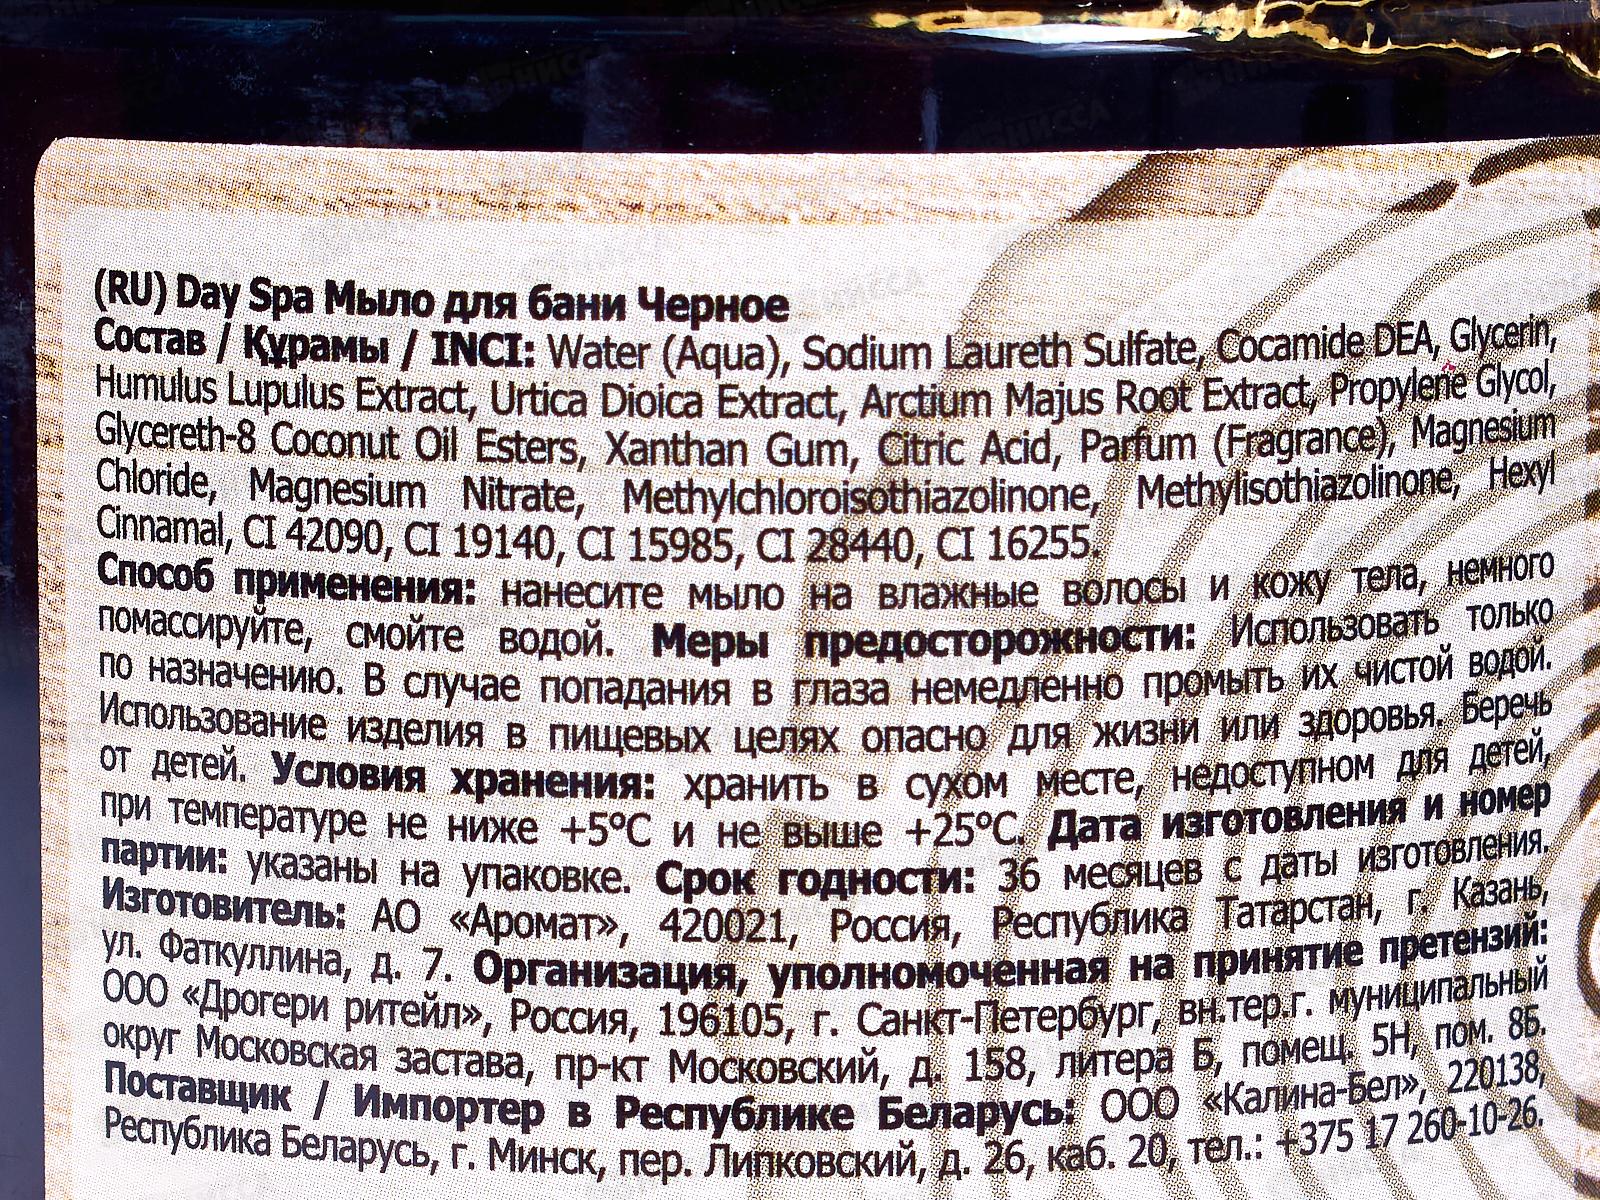 (RU) Day Spa Мыло для бани Черное
Состав / Құрамы / INCI: Water (Aqua), Sodium Laureth Sulfate, Cocamide DEA, Glycerin,
Humulus Lupulus Extract, Urtica Dioica Extract, Arctium Majus Root Extract, Propylene Glycol,
Glycereth-8 Coconut Oil Esters, Xanthan Gum, Citric Acid, Parfum (Fragrance), Magnesium
Chloride, Magnesium Nitrate, Methylchloroisothiazolinone, Methylisothiazolinone, Hexyl
Cinnamal, CI 42090, CI 19140, CI 15985, CI 28440, CI 16255.
Способ применения: нанесите мыло на влажные волосы и кожу тела, немного
помассируйте, смойте водой. Меры предосторожности: Использовать только
по назначению. В случае попадания в глаза немедленно промыть их чистой водой.
Использование изделия в пищевых целях опасно для жизни или здоровья. Беречь
от детей. Условия хранения: хранить в сухом месте, недоступном для детей,
при температуре не ниже +5°C и не выше +25°C. Дата изготовления и номер
партии: указаны на упаковке. Срок годности: 36 месяцев с даты изготовления.
Изготовитель: АО «Аромат», 420021, Россия, Республика Татарстан, г. Казань,
ул. Фаткуллина, д. 7. Организация, уполномоченная на принятие претензий:
ООО «Дрогери ритейл», Россия, 196105, г. Санкт-Петербург, вн.тер.г. муниципальный
округ Московская застава, пр-кт Московский, д. 158, литера Б, помещ. 5Н, пом. 8Б.
Поставщик / Импортер в Республике Беларусь: ООО «Калина-Бел», 220138,
Республика Беларусь, г. Минск, пер. Липковский, д. 26, каб. 20, тел.: +375 17 260-10-26.